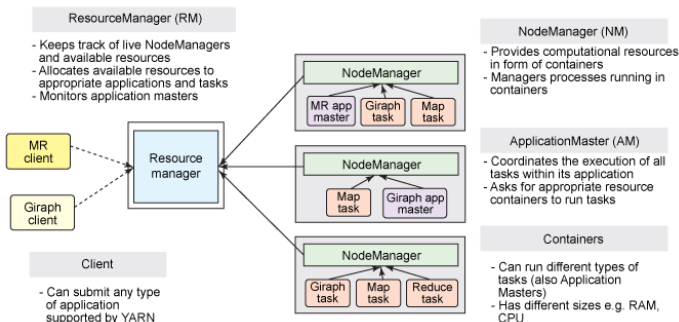 ResourceManager (RM)
- Keeps track of live NodeManagers
and available resources
- Allocates available resources to
appropriate applications and tasks
- Monitors application masters
MR
client
Giraph
client
Resource
manager
Client
- Can submit any type
of application
supported by YARN
NodeManager
MR app
master
Giraph
task
Map
task
NodeManager
Map
task
Giraph app
master
NodeManager
Giraph
task
Map
task
Reduce
task
NodeManager (NM)
- Provides computational resources
in form of containers
- Managers processes running in
containers
ApplicationMaster (AM)
- Coordinates the execution of all
tasks within its application
- Asks for appropriate resource
containers to run tasks
Containers
- Can run different types of
tasks (also Application
Masters)
- Has different sizes e.g. RAM,
CPU